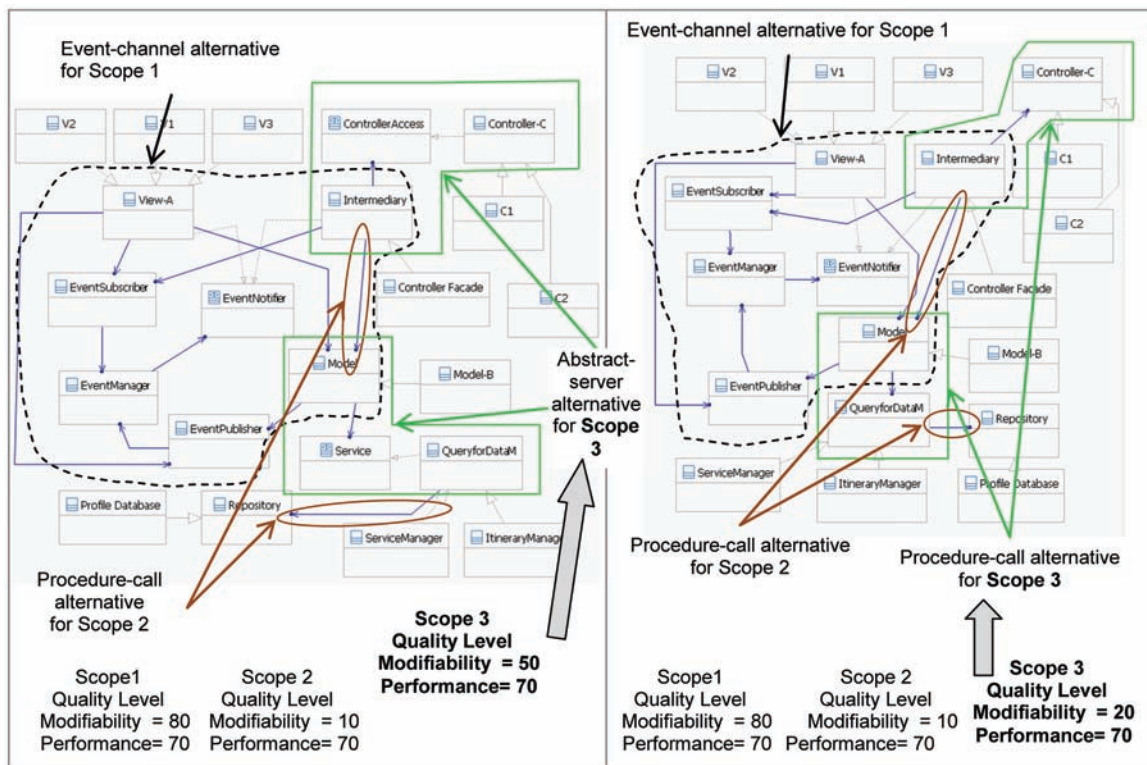 Event-channel alternative
for Scope 1
V2
V1
V3
ControllerAccess
Controller-C
View-A
Intermediary
C1
EventSubscriber
EventNotifier
Controller Facade
C2
Model
Model-B
EventManager
EventPublisher
Service
QueryforDataM
Profile Database
Repository
ServiceManager
ItineraryManager
Abstract-
server
alternative
for Scope
3
Procedure-call
alternative
for Scope 2
Scope 3
Quality Level
Modifiability = 50
Performance= 70
Scope1
Quality Level
Modifiability = 80
Performance= 70
Scope 2
Quality Level
Modifiability = 10
Performance= 70
Event-channel alternative for Scope 1
V2
V1
V3
Controller-C
View-A
Intermediary
C1
EventSubscriber
C2
EventManager
EventNotifier
Controller Facade
Model
Model-B
EventPublisher
QueryforDataM
Repository
ServiceManager
ItineraryManager
Profile Database
Procedure-call alternative
for Scope 2
Procedure-call alternative
for Scope 3
Scope1
Quality Level
Modifiability = 80
Performance= 70
Scope 2
Quality Level
Modifiability = 10
Performance= 70
Scope 3
Quality Level
Modifiability = 20
Performance= 70